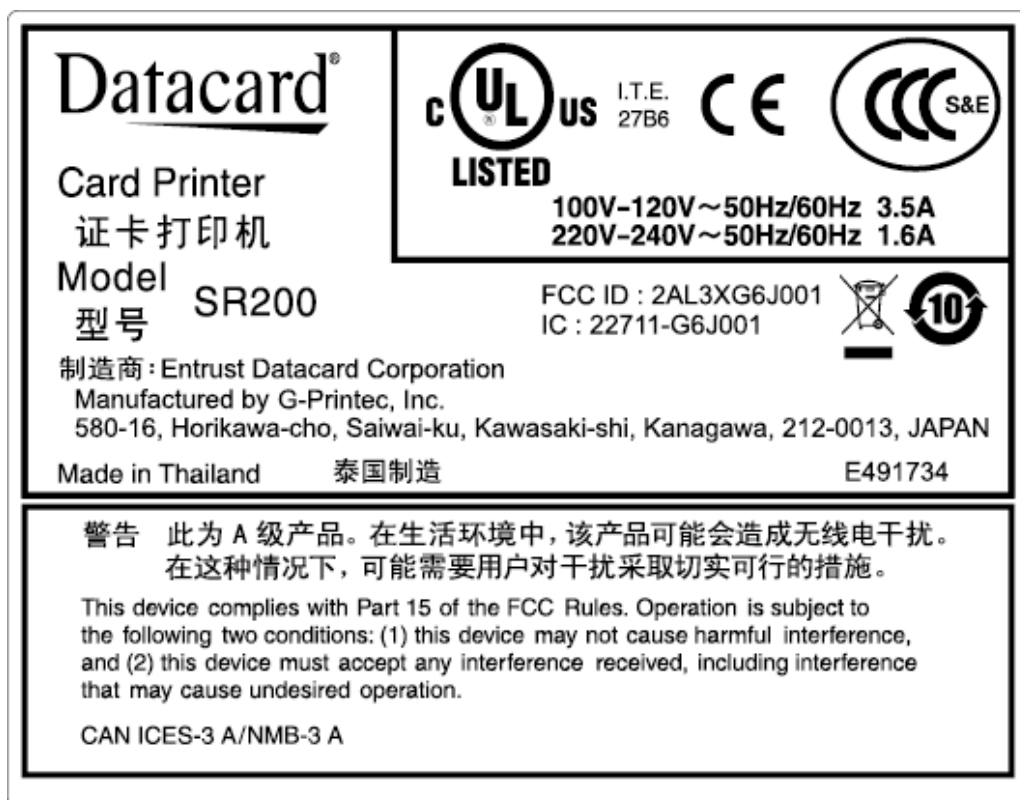 Datacard®
Card Printer
证卡打印机
Model
型号
SR200
C UL® US
LISTED
I.T.E.
27B6
CE
CCC S&E
100V-120V～50Hz/60Hz 3.5A
220V-240V～50Hz/60Hz 1.6A
FCC ID : 2AL3XG6J001
IC : 22711-G6J001
10
制造商：Entrust Datacard Corporation
Manufactured by G-Printec, Inc.
580-16, Horikawa-cho, Saiwai-ku, Kawasaki-shi, Kanagawa, 212-0013, JAPAN
Made in Thailand 泰国制造 E491734
警告 此为 A 级产品。在生活环境中，该产品可能会造成无线电干扰。
在这种情况下，可能需要用户对干扰采取切实可行的措施。
This device complies with Part 15 of the FCC Rules. Operation is subject to
the following two conditions: (1) this device may not cause harmful interference,
and (2) this device must accept any interference received, including interference
that may cause undesired operation.
CAN ICES-3 A/NMB-3 A